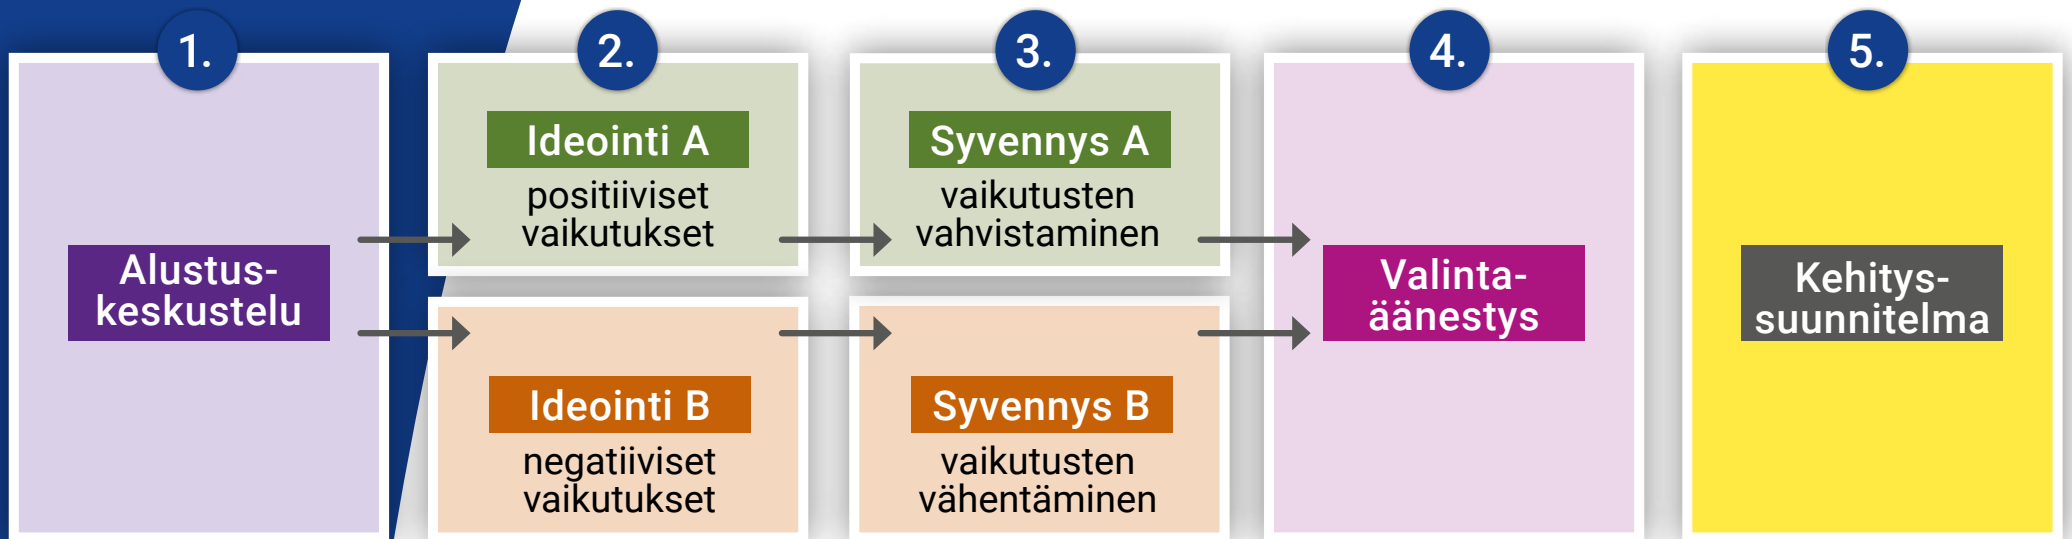 1.
Alustus-
keskustelu
2.
Ideointi A
positiiviset
vaikutukset
Ideointi B
negatiiviset
vaikutukset
3.
Syvennys A
vaikutusten
vahvistaminen
Syvennys B
vaikutusten
vähentäminen
4.
Valinta-
äänestys
5.
Kehitys-
suunnitelma